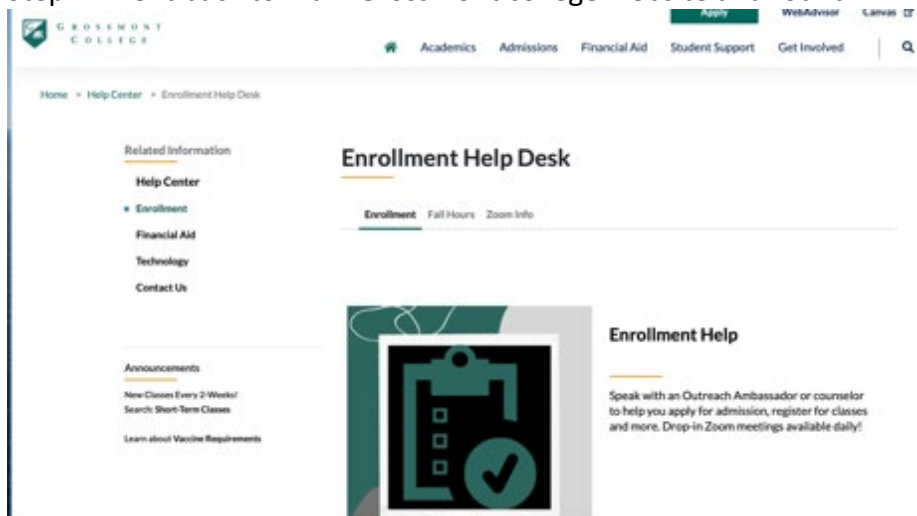 GROSSMONT
COLLEGE
Apply
WebAdvisor
Canvas
Academics
Admissions
Financial Aid
Student Support
Get Involved
Home
Help Center
Enrollment Help Desk
Related Information
Help Center
Enrollment
Financial Aid
Technology
Contact Us
Announcements
New Classes Every 2-Weeks!
Search: Short-Term Classes
Learn about Vaccine Requirements
Enrollment Help Desk
Enrollment Fall Hours Zoom Info
Enrollment Help
Speak with an Outreach Ambassador or counselor
to help you apply for admission, register for classes
and more. Drop-in Zoom meetings available daily!